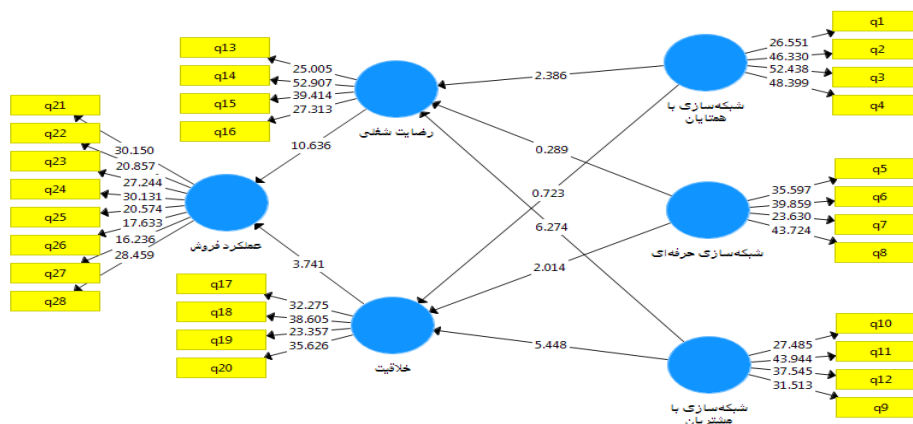 q13
q14
q15
q16
25.005
52.907
39.414
27.313
رضایت شغلی
q21
q22
q23
q24
q25
q26
q27
q28
30.150
20.857
27.244
30.131
20.574
17.633
16.236
28.459
عملکرد فروش
10.636
3.741
q17
q18
q19
q20
32.275
38.605
23.357
35.626
خلاقیت
2.386
0.289
0.723
6.274
2.014
5.448
شبکه‌سازی با
همتایان
26.551
46.330
52.438
48.399
q1
q2
q3
q4
شبکه‌سازی حرفه‌ای
35.597
39.859
23.630
43.724
q5
q6
q7
q8
شبکه‌سازی با
مشتریان
27.485
43.944
37.545
31.513
q10
q11
q12
q9